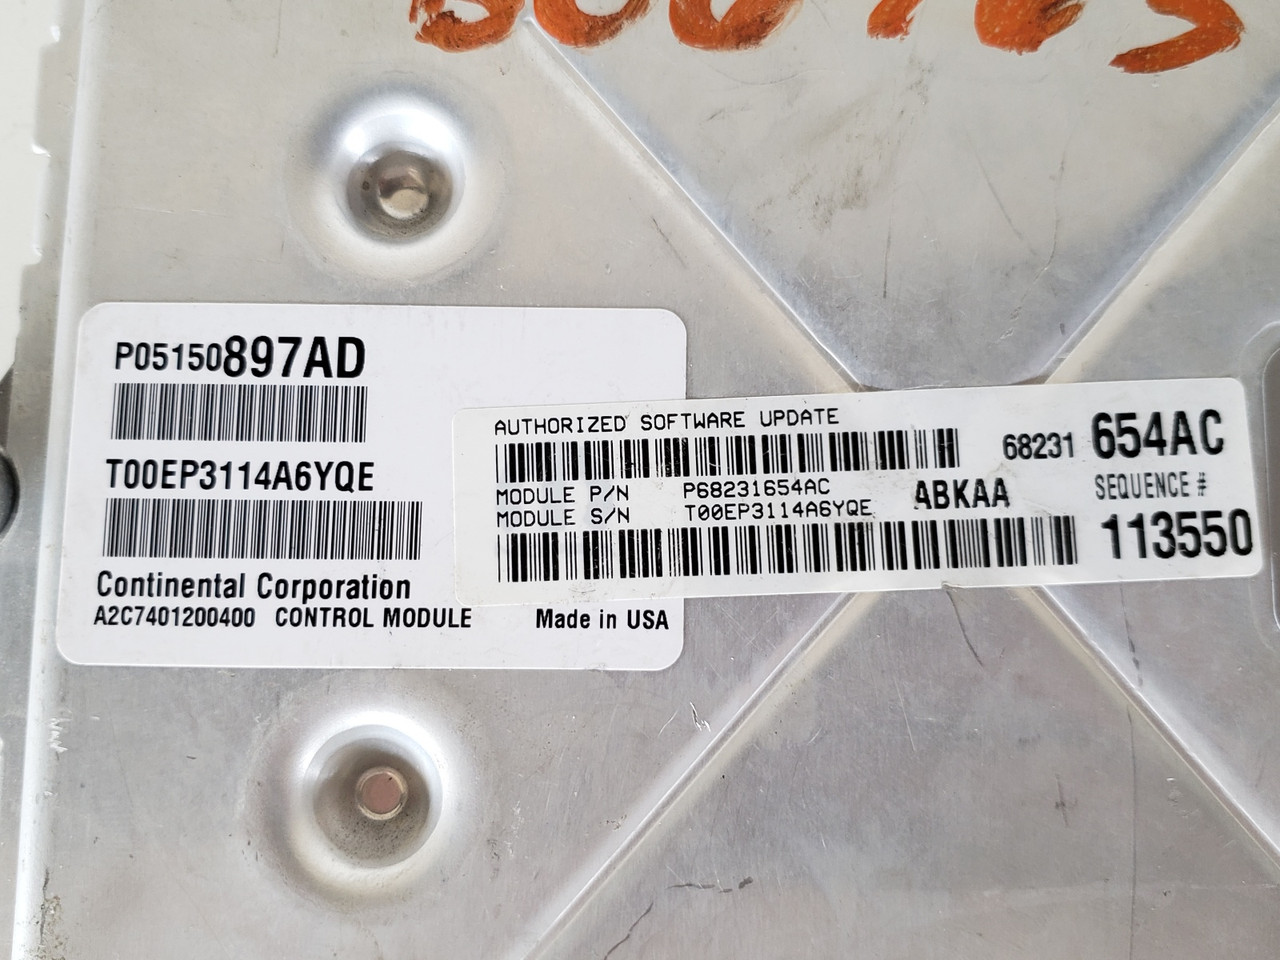 P05150897AD
T00EP3114A6YQE
Continental Corporation
A2C7401200400 CONTROL MODULE Made in USA
AUTHORIZED SOFTWARE UPDATE
68231 654AC
MODULE P/N P68231654AC
MODULE S/N T00EP3114A6YQE
ABKAA
SEQUENCE #
113550